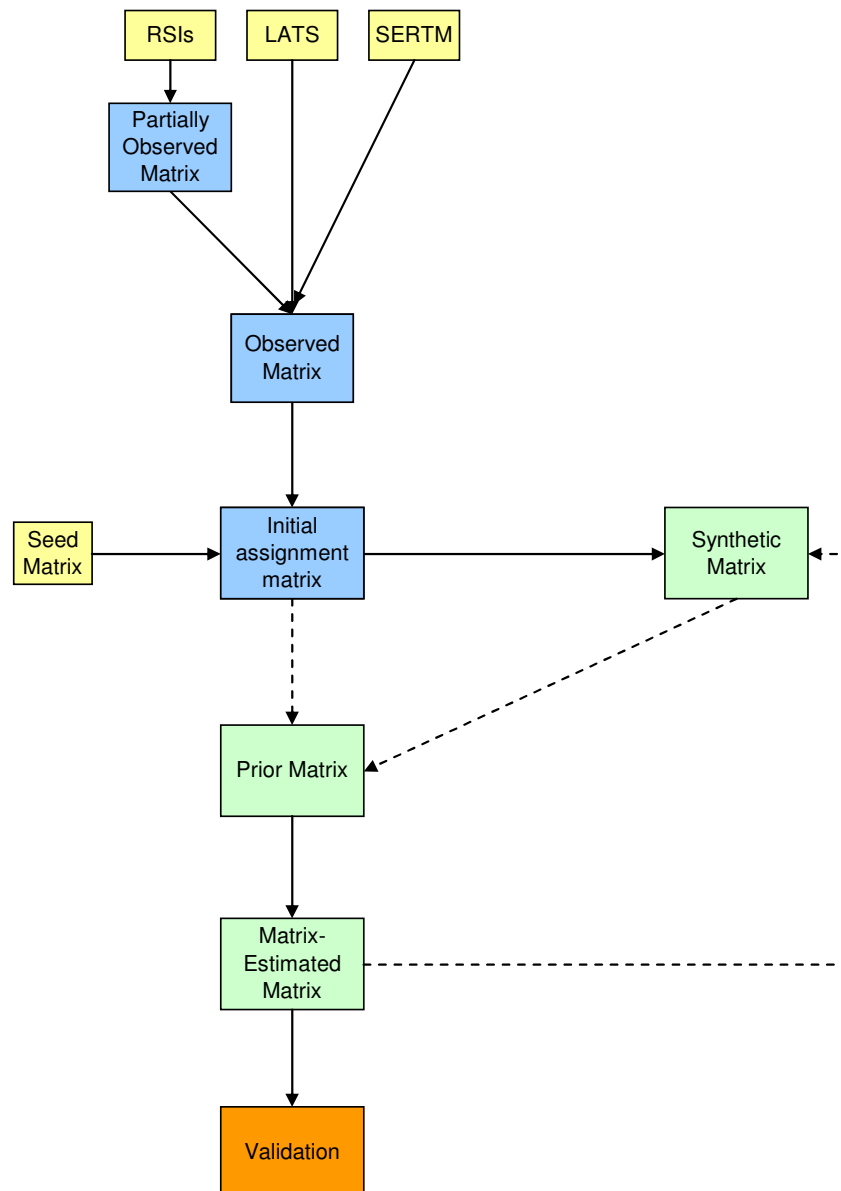 RSIs
LATS
SERTM
Partially
Observed
Matrix
Observed
Matrix
Seed
Matrix
Initial
assignment
matrix
Synthetic
Matrix
Prior Matrix
Matrix-
Estimated
Matrix
Validation